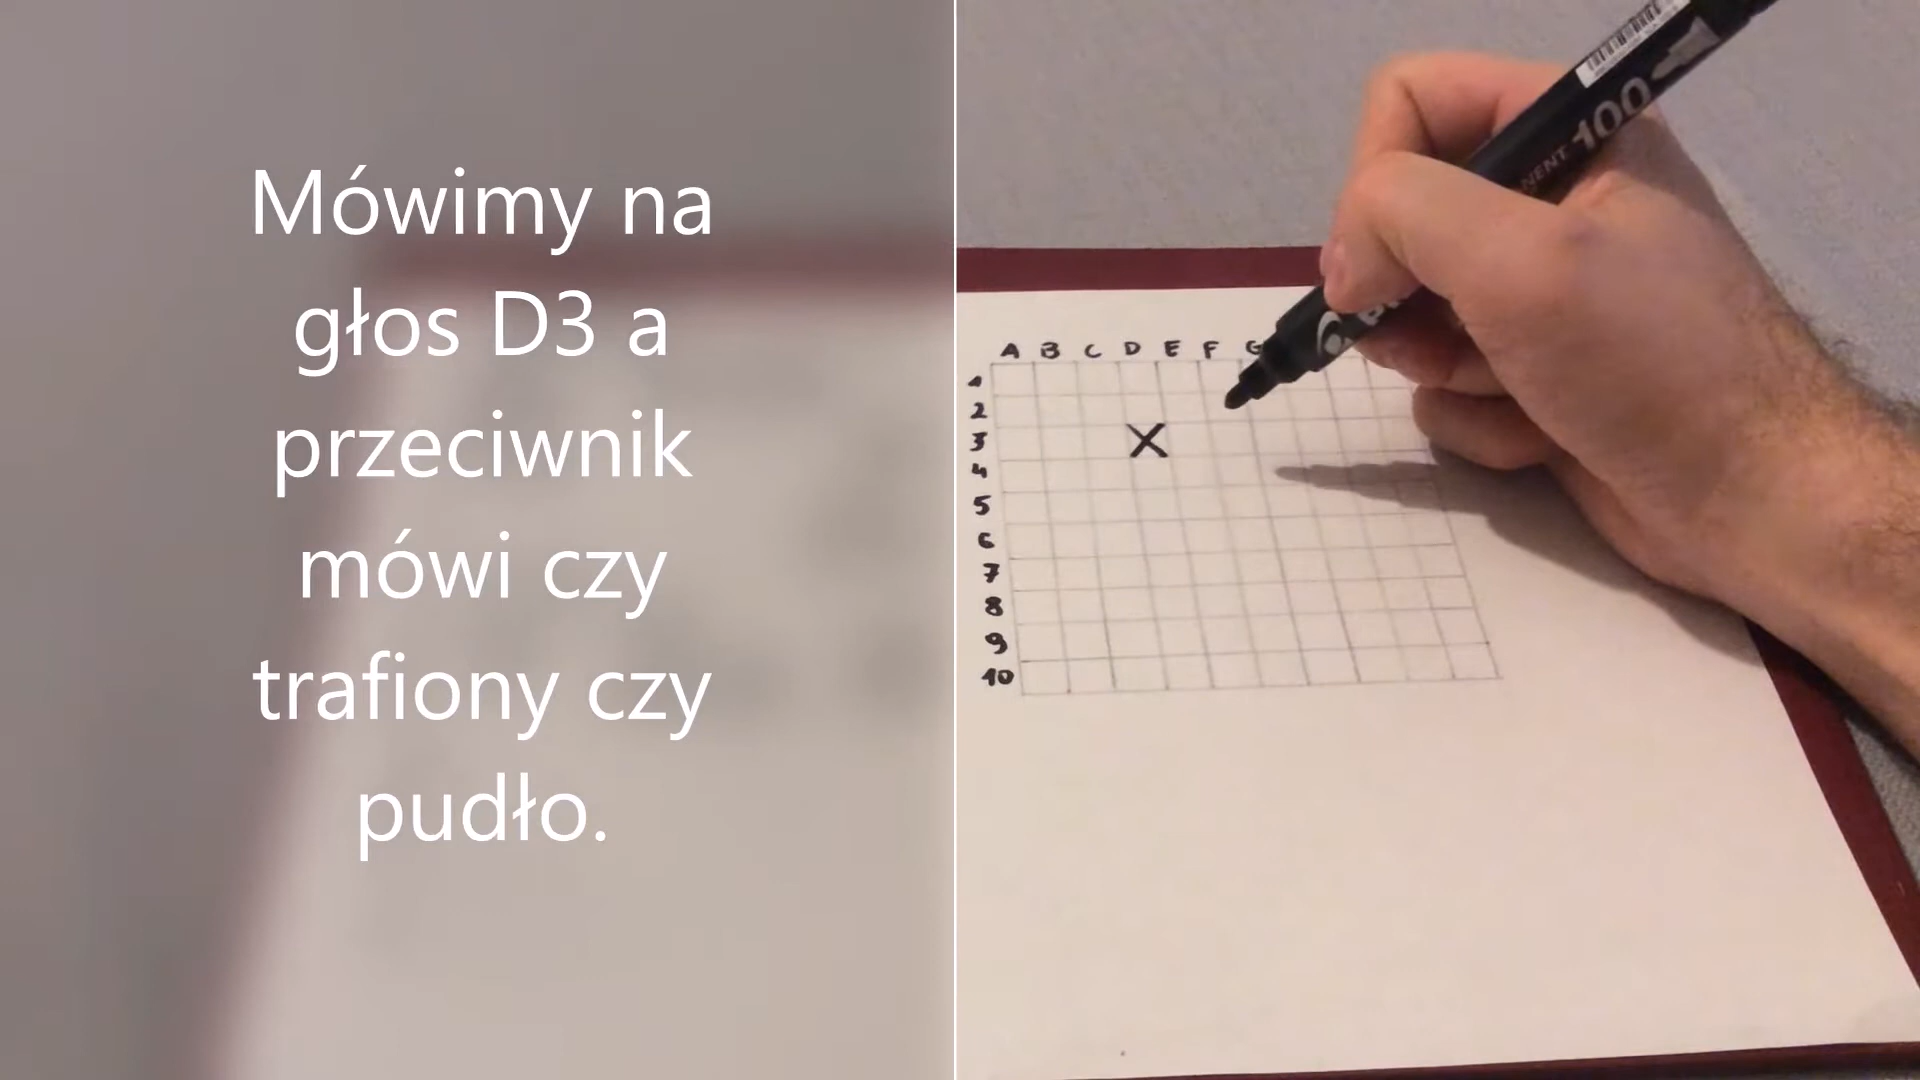 Mówimy na
głos D3 a
przeciwnik
mówi czy
trafiony czy
pudło.
NENT 100
A B C D E F G
1
2
3
X
4
5
6
7
8
9
10